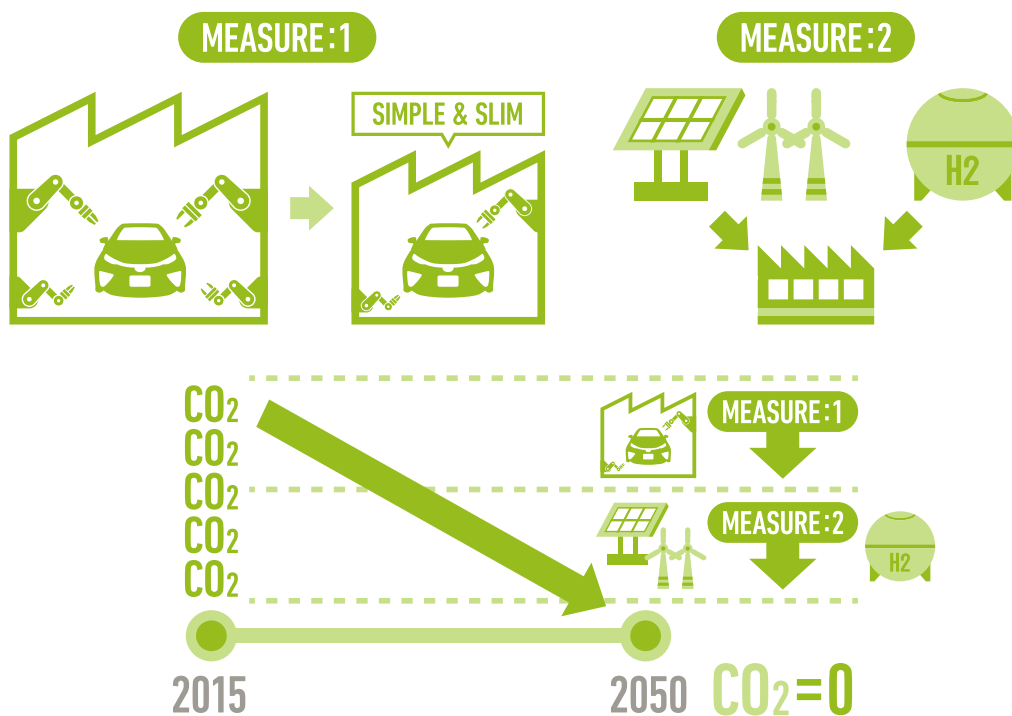 MEASURE:1
MEASURE:2
SIMPLE & SLIM
H2
CO₂
CO₂
CO₂
CO₂
CO₂
MEASURE:1
MEASURE:2
H2
2015
2050
CO₂=0